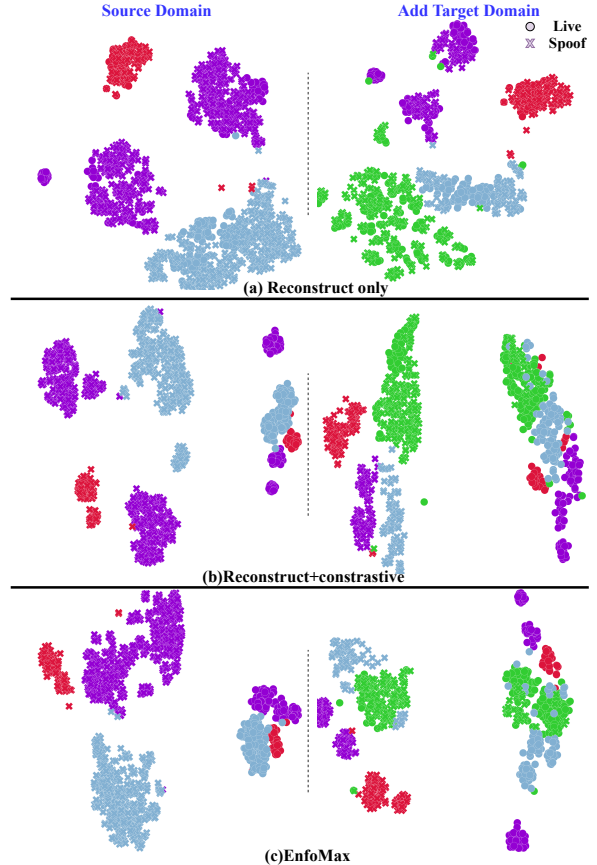 Source Domain
Add Target Domain
Live
Spoof
(a) Reconstruct only
(b)Reconstruct+constrastive
(c)EnfoMax